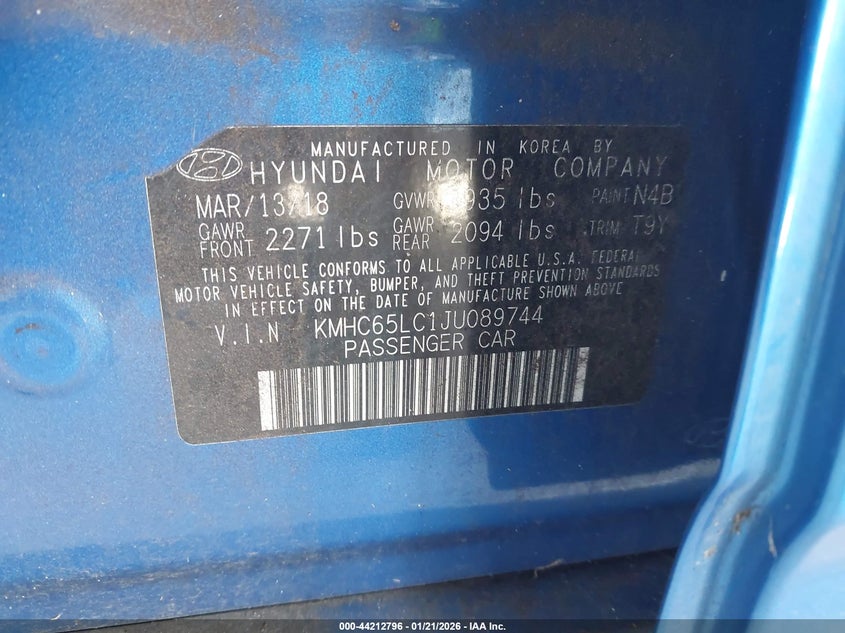 MANUFACTURED IN KOREA BY
HYUNDAI MOTOR COMPANY
MAR/13/18 GVWR 935 lbs PAINT N4B
GAWR FRONT 2271 lbs GAWR REAR 2094 lbs TRIM T9Y
THIS VEHICLE CONFORMS TO ALL APPLICABLE U.S.A. FEDERAL
MOTOR VEHICLE SAFETY, BUMPER, AND THEFT PREVENTION STANDARDS
IN EFFECT ON THE DATE OF MANUFACTURE SHOWN ABOVE
V.I.N KMHC65LC1JU089744
PASSENGER CAR
000-44212796 - 01/21/2026 - IAA Inc.